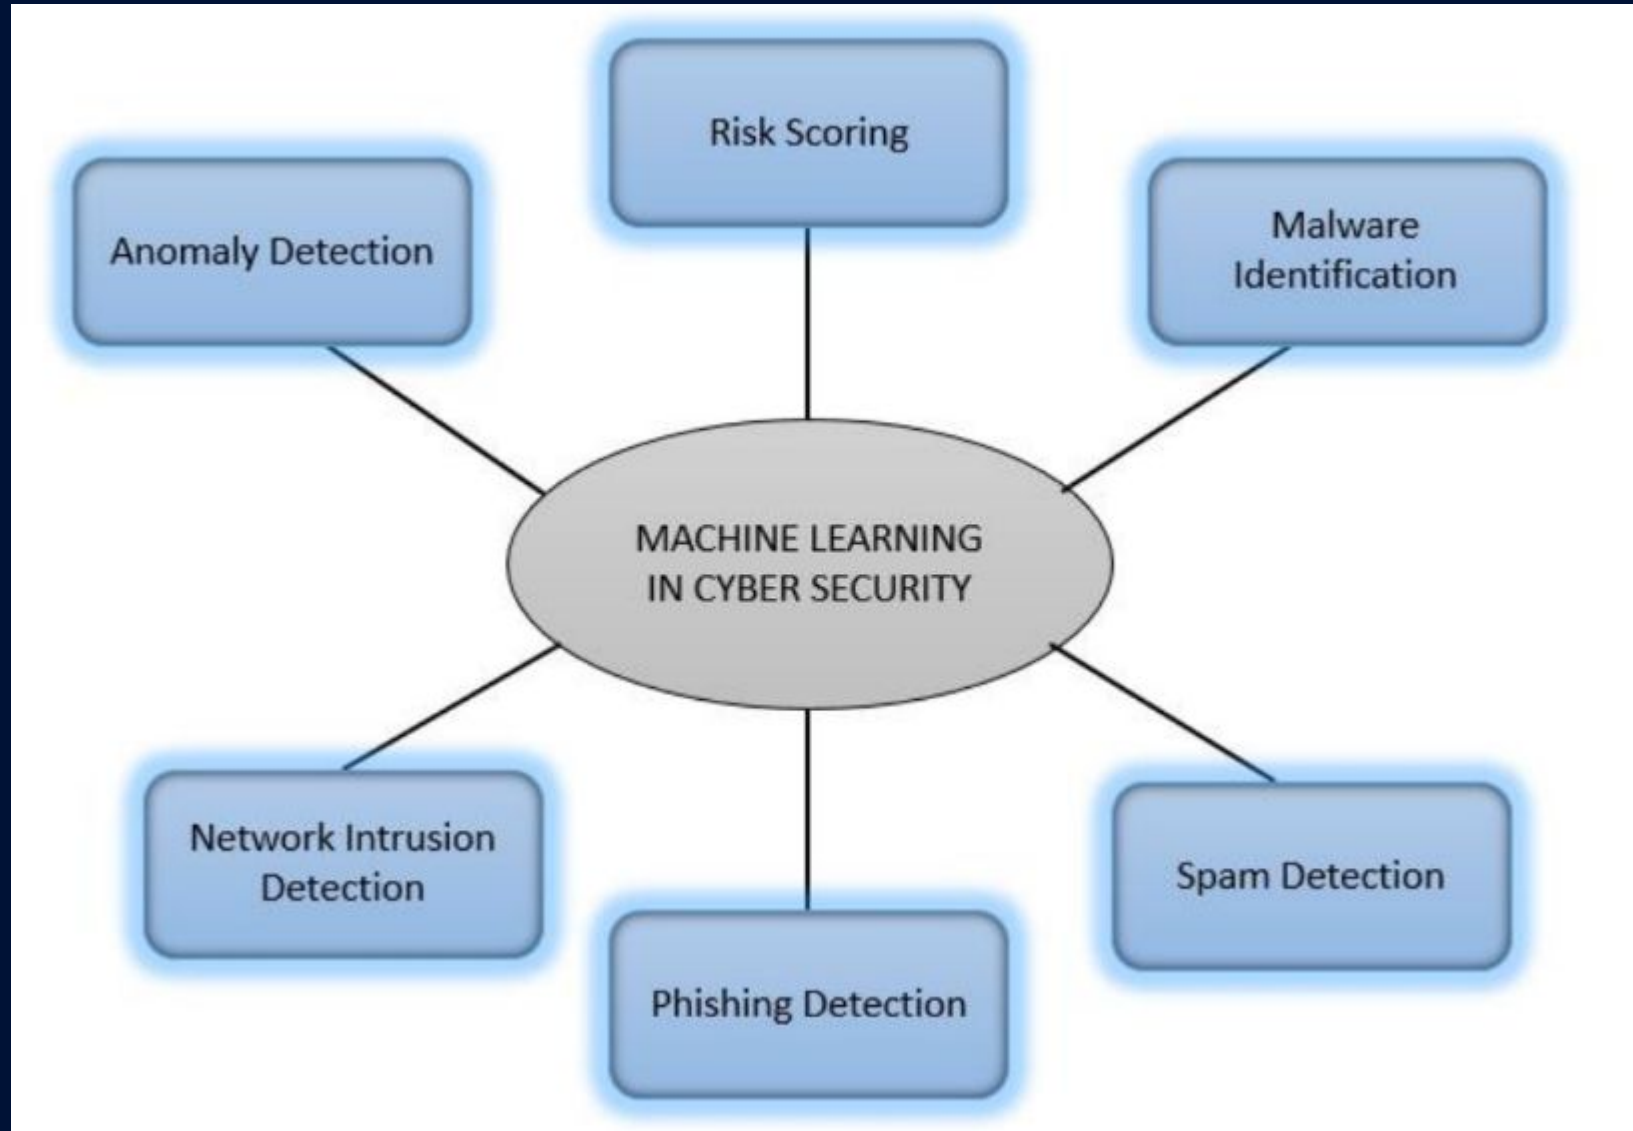 Risk Scoring
Anomaly Detection
Malware
Identification
MACHINE LEARNING
IN CYBER SECURITY
Network Intrusion
Detection
Spam Detection
Phishing Detection